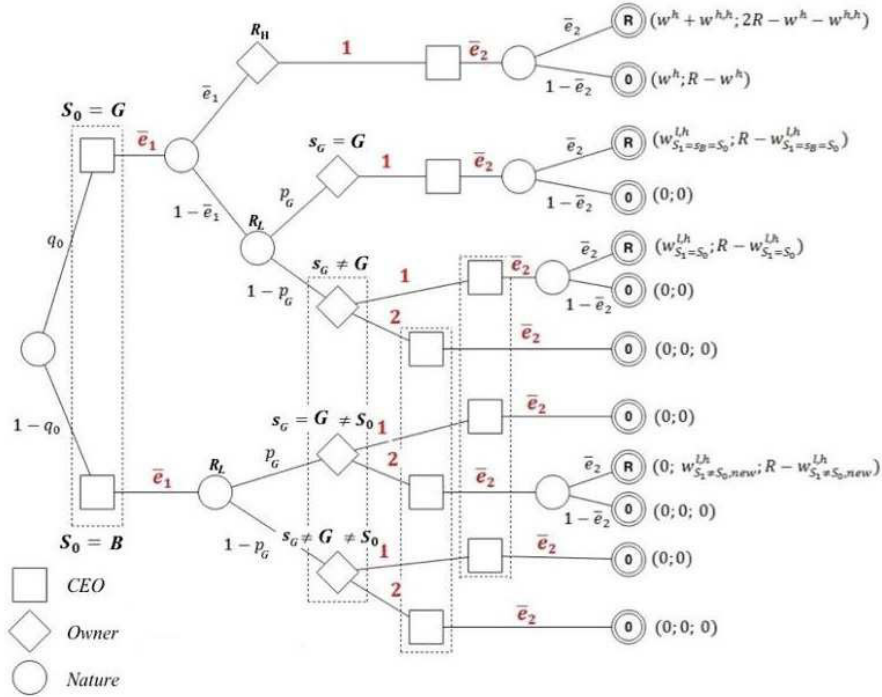 R_H
1
ē_2
ē_2
R (w^h + w^{h,h}; 2R − w^h − w^{h,h})
1 − ē_2
0 (w^h; R − w^h)
ē_1
S_0 = G
ē_1
s_G = G
1
ē_2
ē_2
R (w^{l,h}_{S_1=s_B=S_0}; R − w^{l,h}_{S_1=s_B=S_0})
1 − ē_2
0 (0; 0)
1 − ē_1
R_L
p_G
q_0
s_G ≠ G
1
ē_2
ē_2
R (w^{l,h}_{S_1=S_0}; R − w^{l,h}_{S_1=S_0})
1 − ē_2
0 (0; 0)
1 − p_G
2
ē_2
0 (0; 0; 0)
1 − q_0
s_G = G ≠ S_0
1
ē_2
0 (0; 0)
R_L
p_G
2
ē_2
ē_2
R (0; w^{l,h}_{S_1≠S_0,new}; R − w^{l,h}_{S_1≠S_0,new})
1 − ē_2
0 (0; 0; 0)
ē_1
S_0 = B
1 − p_G
s_G ≠ G ≠ S_0
1
ē_2
0 (0; 0)
2
ē_2
0 (0; 0; 0)
CEO
Owner
Nature